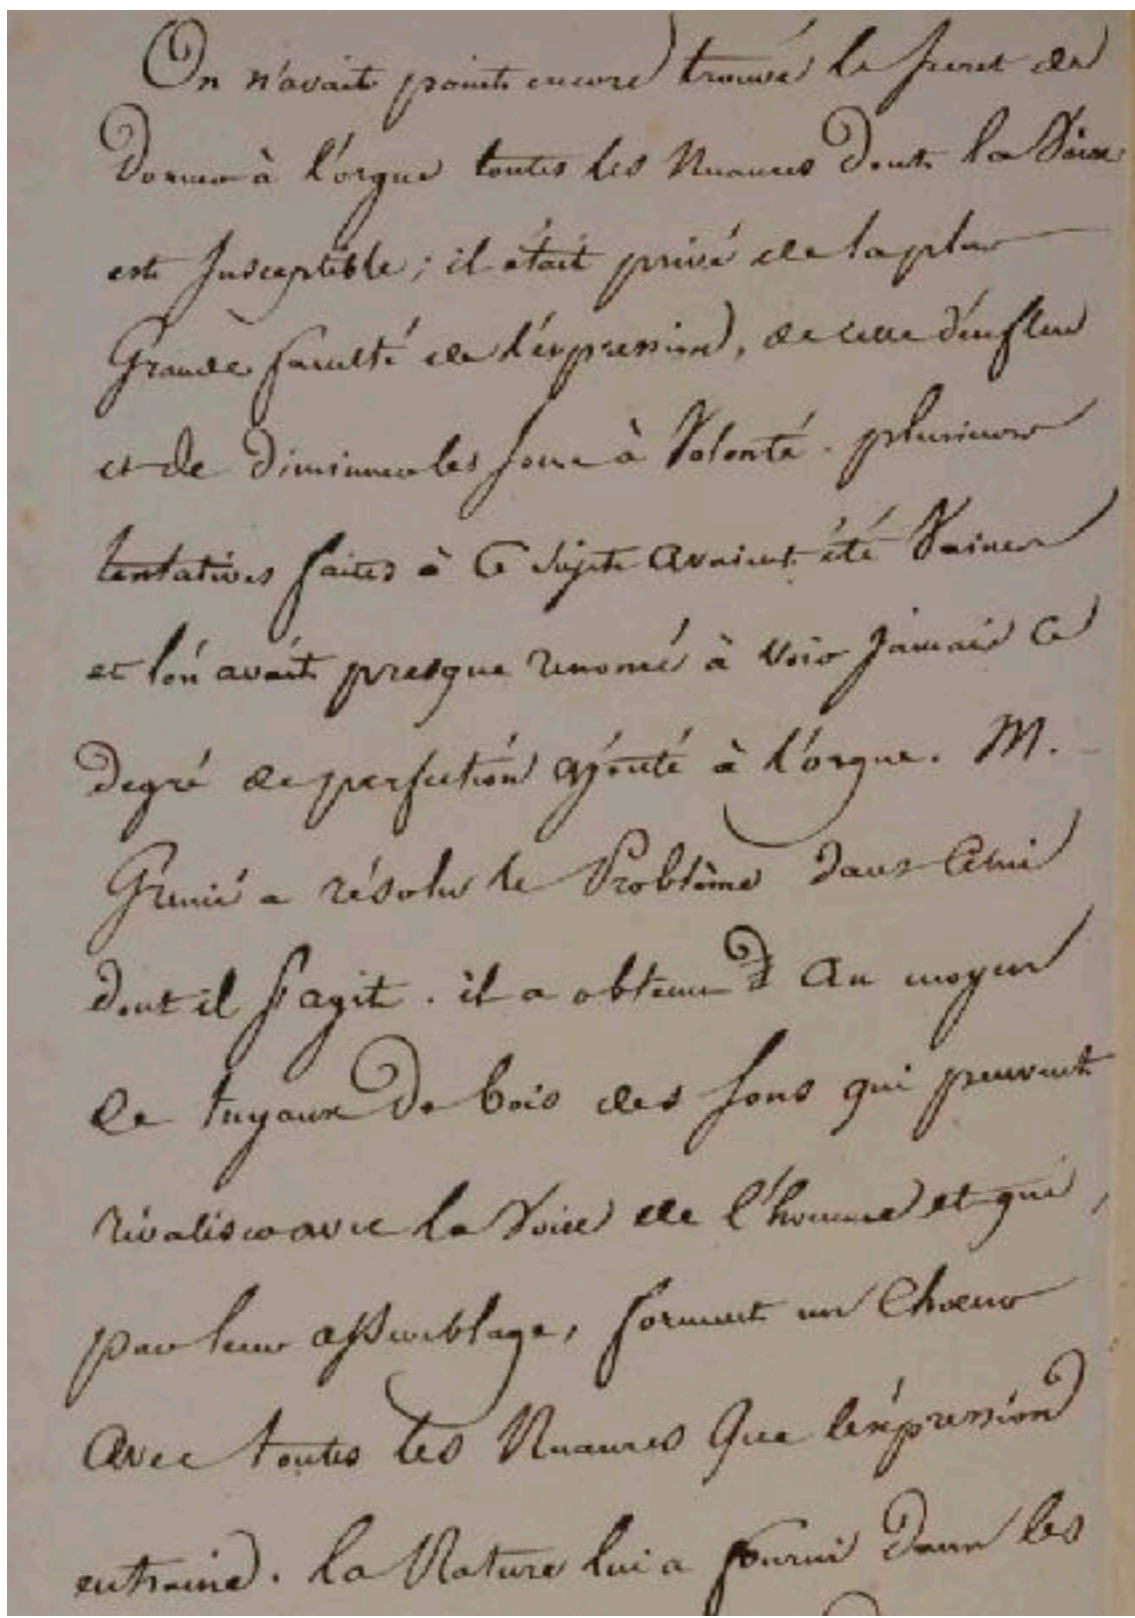 On n'avait point encore trouvé le secret de
donner à l'orgue toutes les Nuances dont la Voix
est susceptible; il était privé de la plus
Grande faculté de l'expression, de celle d'enfler
et de diminuer les sons à Volonté. plusieurs
tentatives faites à Ce sujet avaient été Vaines
et l'on avait presque renoncé à voir jamais Ce
degré de perfection ajouté à l'orgue. M.
Grenié a résolu le Problême dans Celui
dont il s'agit. il a obtenu au moyen
de tuyaux de bois des sons qui peuvent
rivaliser avec la Voix de l'homme et qui,
par leur assemblage, forment un Choeur
avec toutes les Nuances Que l'expression
entraine. la Nature lui a fourni dans les